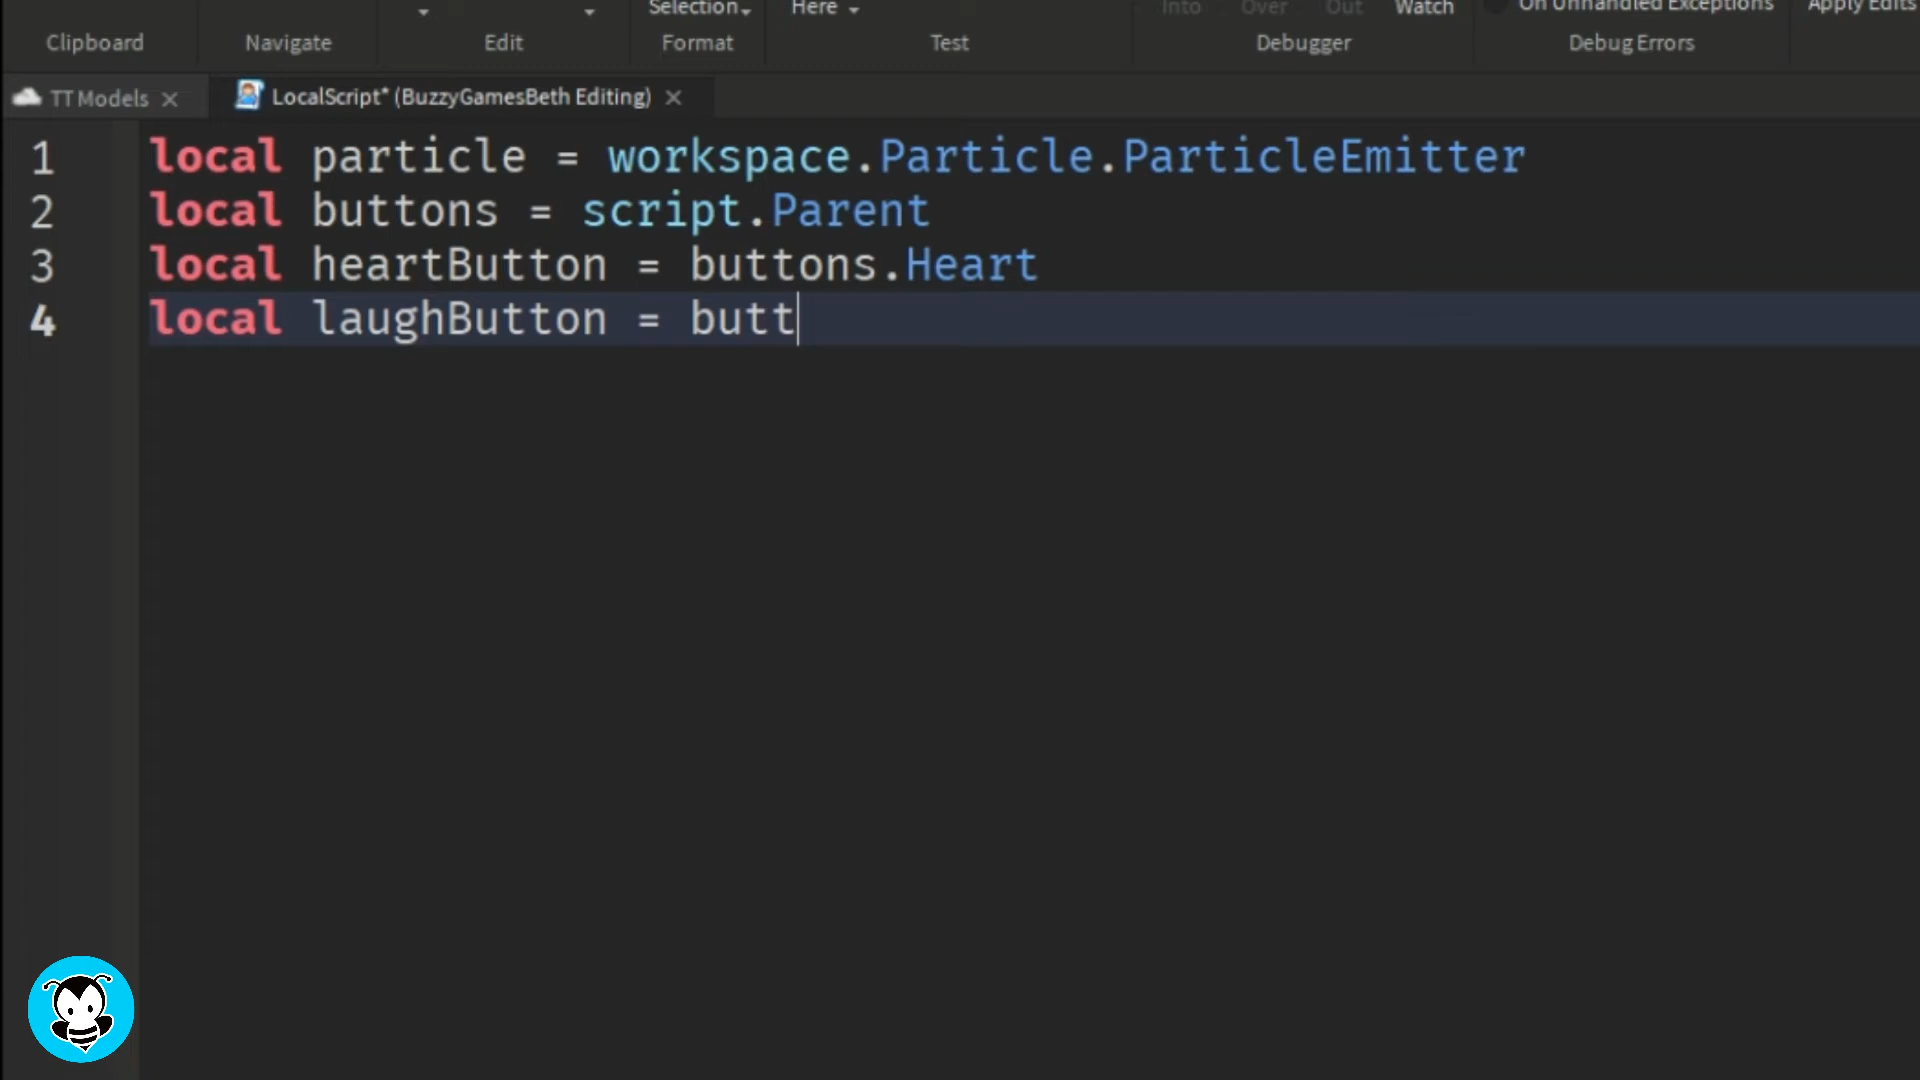 Selection
Here
Into Over Out Watch
On Unhandled Exceptions
Apply Edits
Clipboard Navigate Edit Format Test Debugger Debug Errors
TT Models LocalScript* (BuzzyGamesBeth Editing)
1 local particle = workspace.Particle.ParticleEmitter
2 local buttons = script.Parent
3 local heartButton = buttons.Heart
4 local laughButton = butt